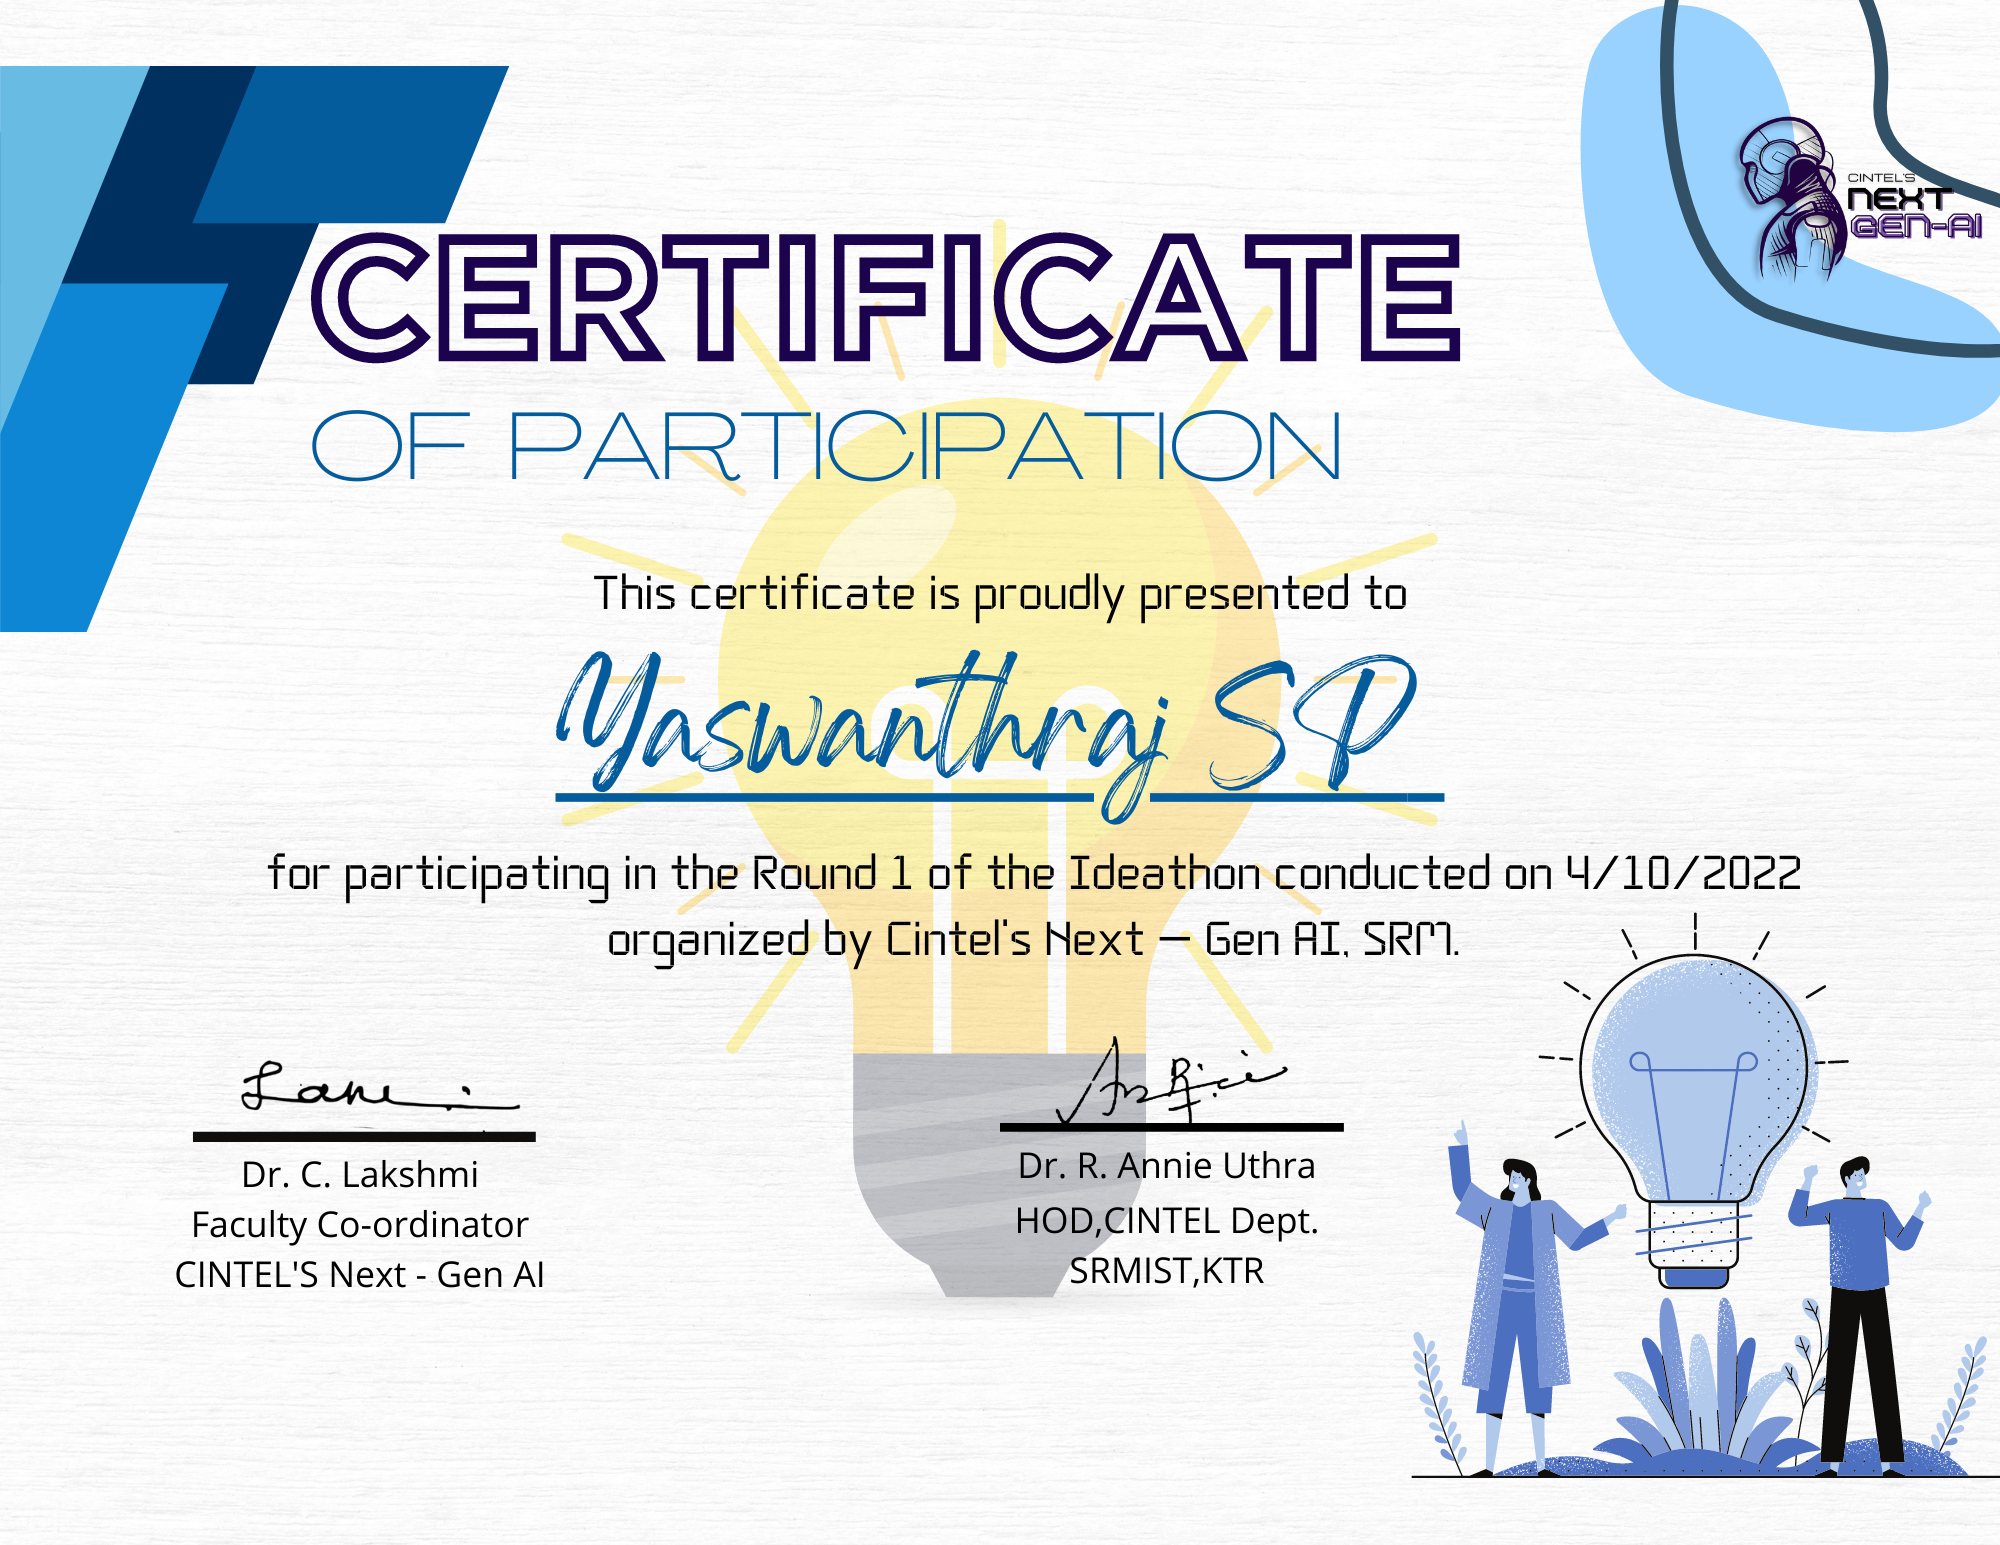 CINTEL'S
NEXT
GEN-AI
CERTIFICATE
OF PARTICIPATION
This certificate is proudly presented to
Yaswanthraj SP
for participating in the Round 1 of the Ideathon conducted on 4/10/2022
organized by Cintel's Next – Gen AI, SRM.
Dr. C. Lakshmi
Faculty Co-ordinator
CINTEL'S Next - Gen AI
Dr. R. Annie Uthra
HOD,CINTEL Dept.
SRMIST,KTR